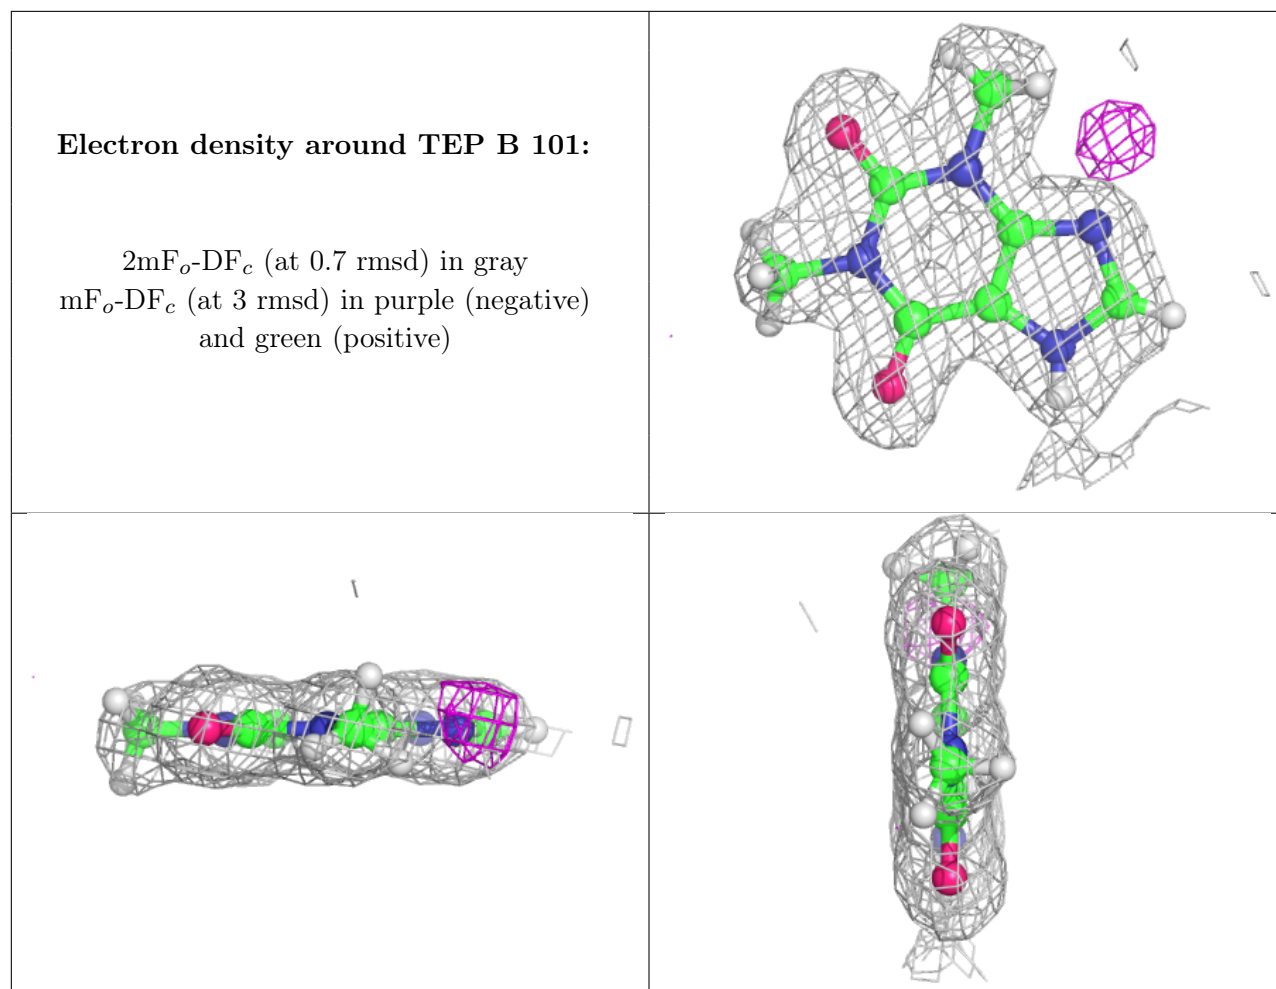 Electron density around TEP B 101:
2mFo-DFc (at 0.7 rmsd) in gray
mFo-DFc (at 3 rmsd) in purple (negative)
and green (positive)